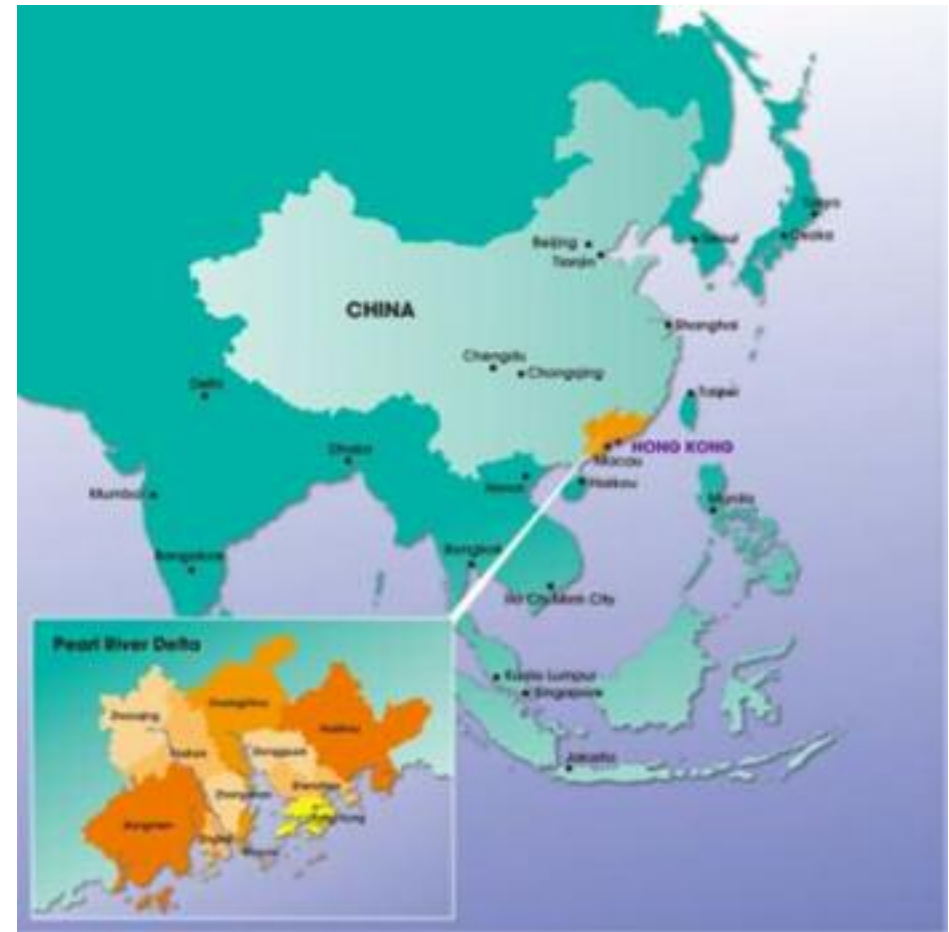 Tokyo
Osaka
Seoul
Beijing
Tianjin
CHINA
Shanghai
Chengdu
Chongqing
Delhi
Taipei
HONG KONG
Macau
Dhaka
Hanoi
Haikou
Mumbai
Manila
Bangkok
Bangalore
Ho Chi Minh City
Pearl River Delta
Kuala Lumpur
Singapore
Jakarta
Guangzhou
Zhaoqing
Huizhou
Foshan
Dongguan
Shenzhen
Zhongshan
Hong Kong
Jiangmen
Zhuhai
Macau